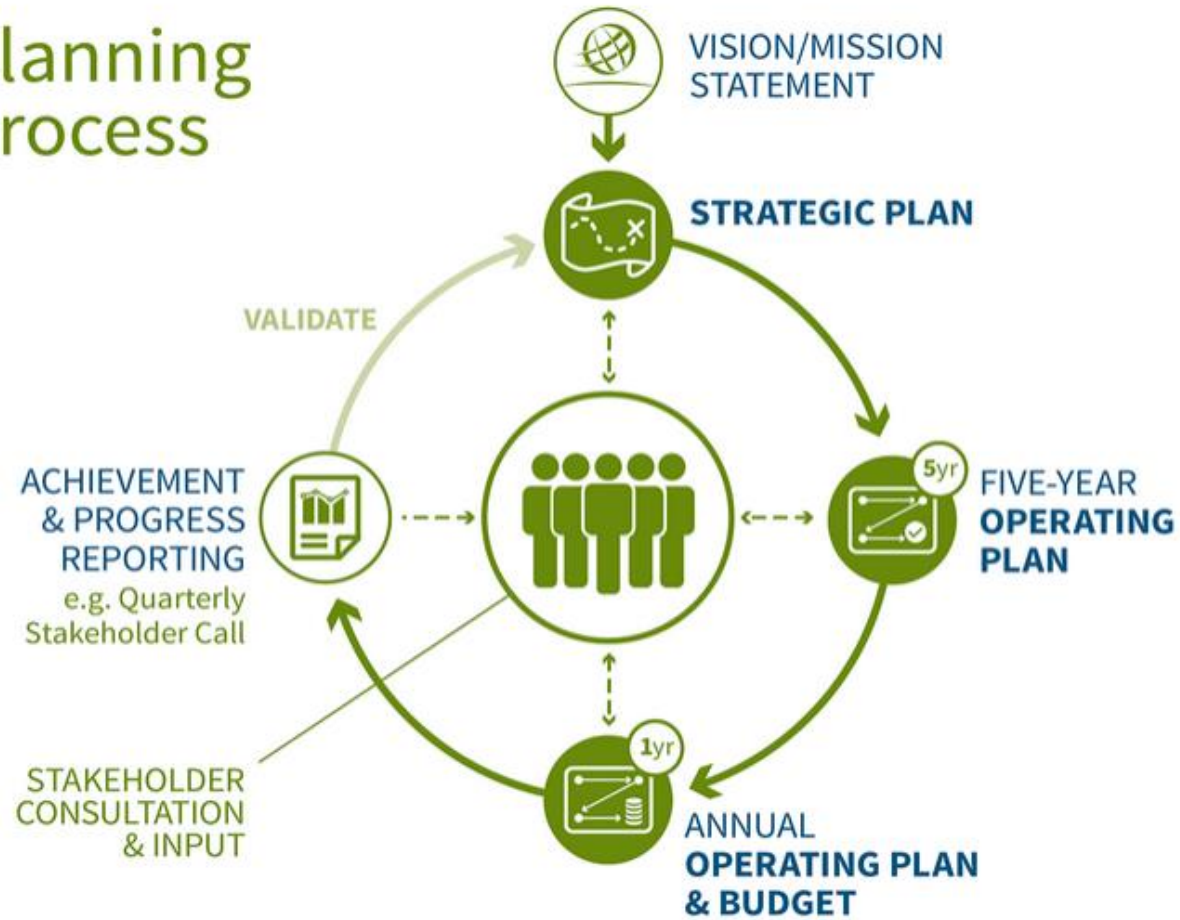 lanning
rocess
VISION/MISSION
STATEMENT
STRATEGIC PLAN
VALIDATE
5yr
FIVE-YEAR
OPERATING
PLAN
ACHIEVEMENT
& PROGRESS
REPORTING
e.g. Quarterly
Stakeholder Call
1yr
ANNUAL
OPERATING PLAN
& BUDGET
STAKEHOLDER
CONSULTATION
& INPUT